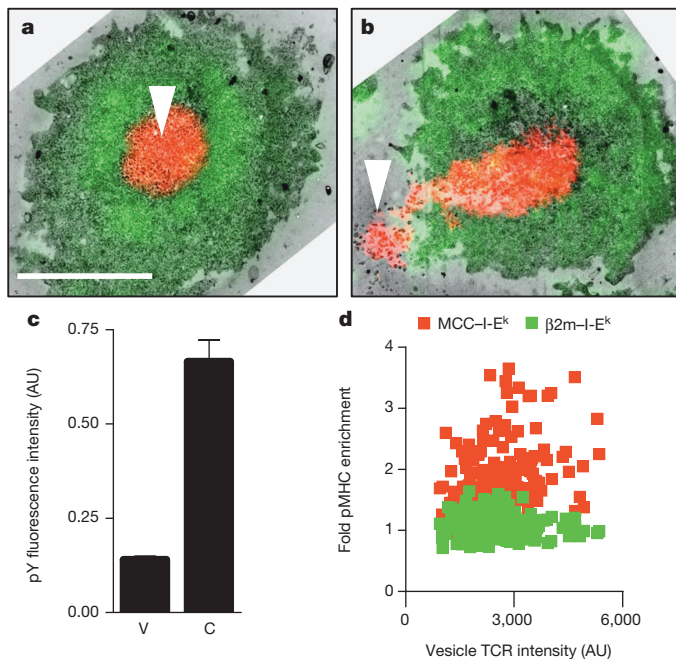 a
b
c
d
MCC–I-Eᵏ
β2m–I-Eᵏ
pY fluorescence intensity (AU)
0.75
0.50
0.25
0.00
V
C
Fold pMHC enrichment
4
3
2
1
0
0
3,000
6,000
Vesicle TCR intensity (AU)